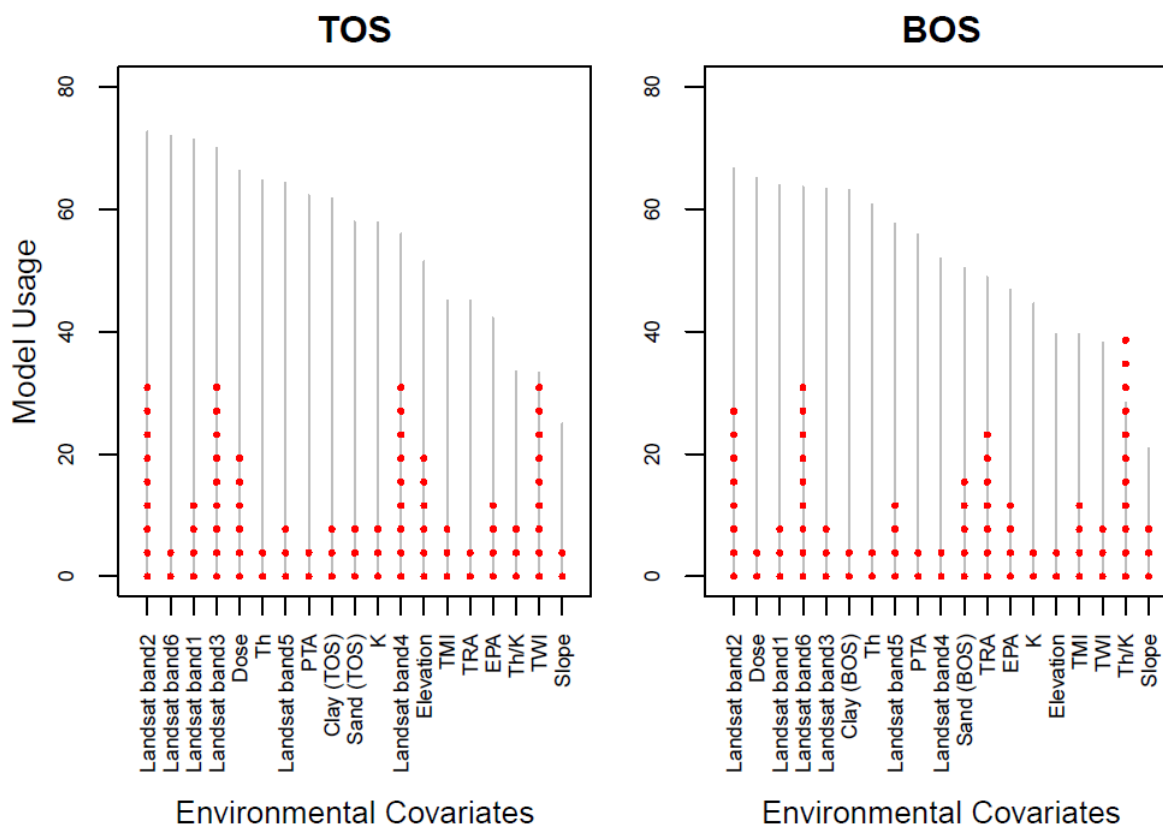 TOS
BOS
Model Usage
80
60
40
20
0
80
60
40
20
0
Landsat band2
Landsat band6
Landsat band1
Landsat band3
Dose
Th
Landsat band5
PTA
Clay (TOS)
Sand (TOS)
K
Landsat band4
Elevation
TMI
TRA
EPA
Th/K
TWI
Slope
Landsat band2
Dose
Landsat band1
Landsat band6
Landsat band3
Clay (BOS)
Th
Landsat band5
PTA
Landsat band4
Sand (BOS)
TRA
EPA
K
Elevation
TMI
TWI
Th/K
Slope
Environmental Covariates
Environmental Covariates